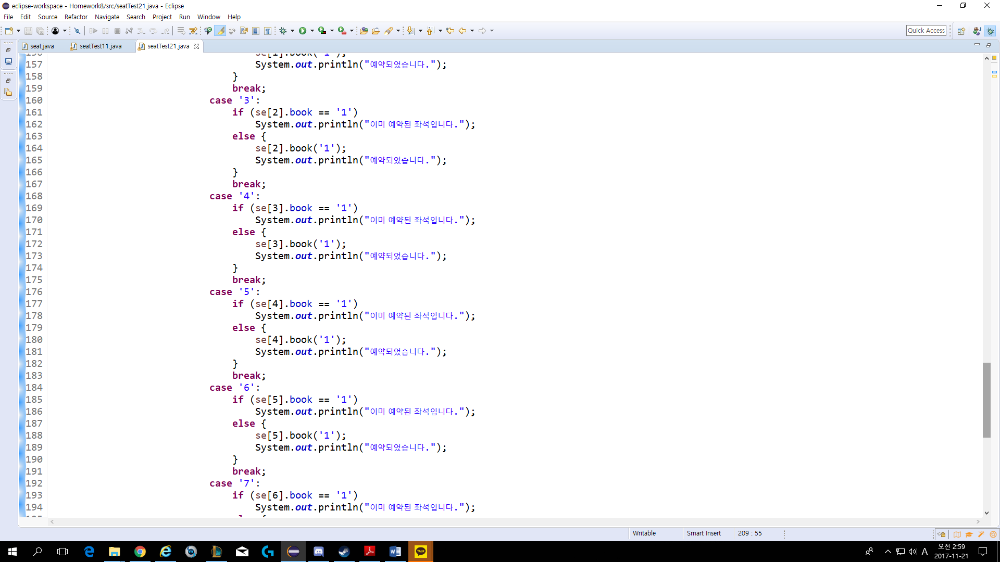 eclipse-workspace - Homework8/src/seatTest21.java - Eclipse
File Edit Source Refactor Navigate Search Project Run Window Help
Quick Access
seat.java seatTest11.java seatTest21.java
156 se[1].book('1');
157 System.out.println("예약되었습니다.");
158 }
159 break;
160 case '3':
161 if (se[2].book == '1')
162 System.out.println("이미 예약된 좌석입니다.");
163 else {
164 se[2].book('1');
165 System.out.println("예약되었습니다.");
166 }
167 break;
168 case '4':
169 if (se[3].book == '1')
170 System.out.println("이미 예약된 좌석입니다.");
171 else {
172 se[3].book('1');
173 System.out.println("예약되었습니다.");
174 }
175 break;
176 case '5':
177 if (se[4].book == '1')
178 System.out.println("이미 예약된 좌석입니다.");
179 else {
180 se[4].book('1');
181 System.out.println("예약되었습니다.");
182 }
183 break;
184 case '6':
185 if (se[5].book == '1')
186 System.out.println("이미 예약된 좌석입니다.");
187 else {
188 se[5].book('1');
189 System.out.println("예약되었습니다.");
190 }
191 break;
192 case '7':
193 if (se[6].book == '1')
194 System.out.println("이미 예약된 좌석입니다.");
Writable Smart Insert 209 : 55
TALK
A
오전 2:59
2017-11-21